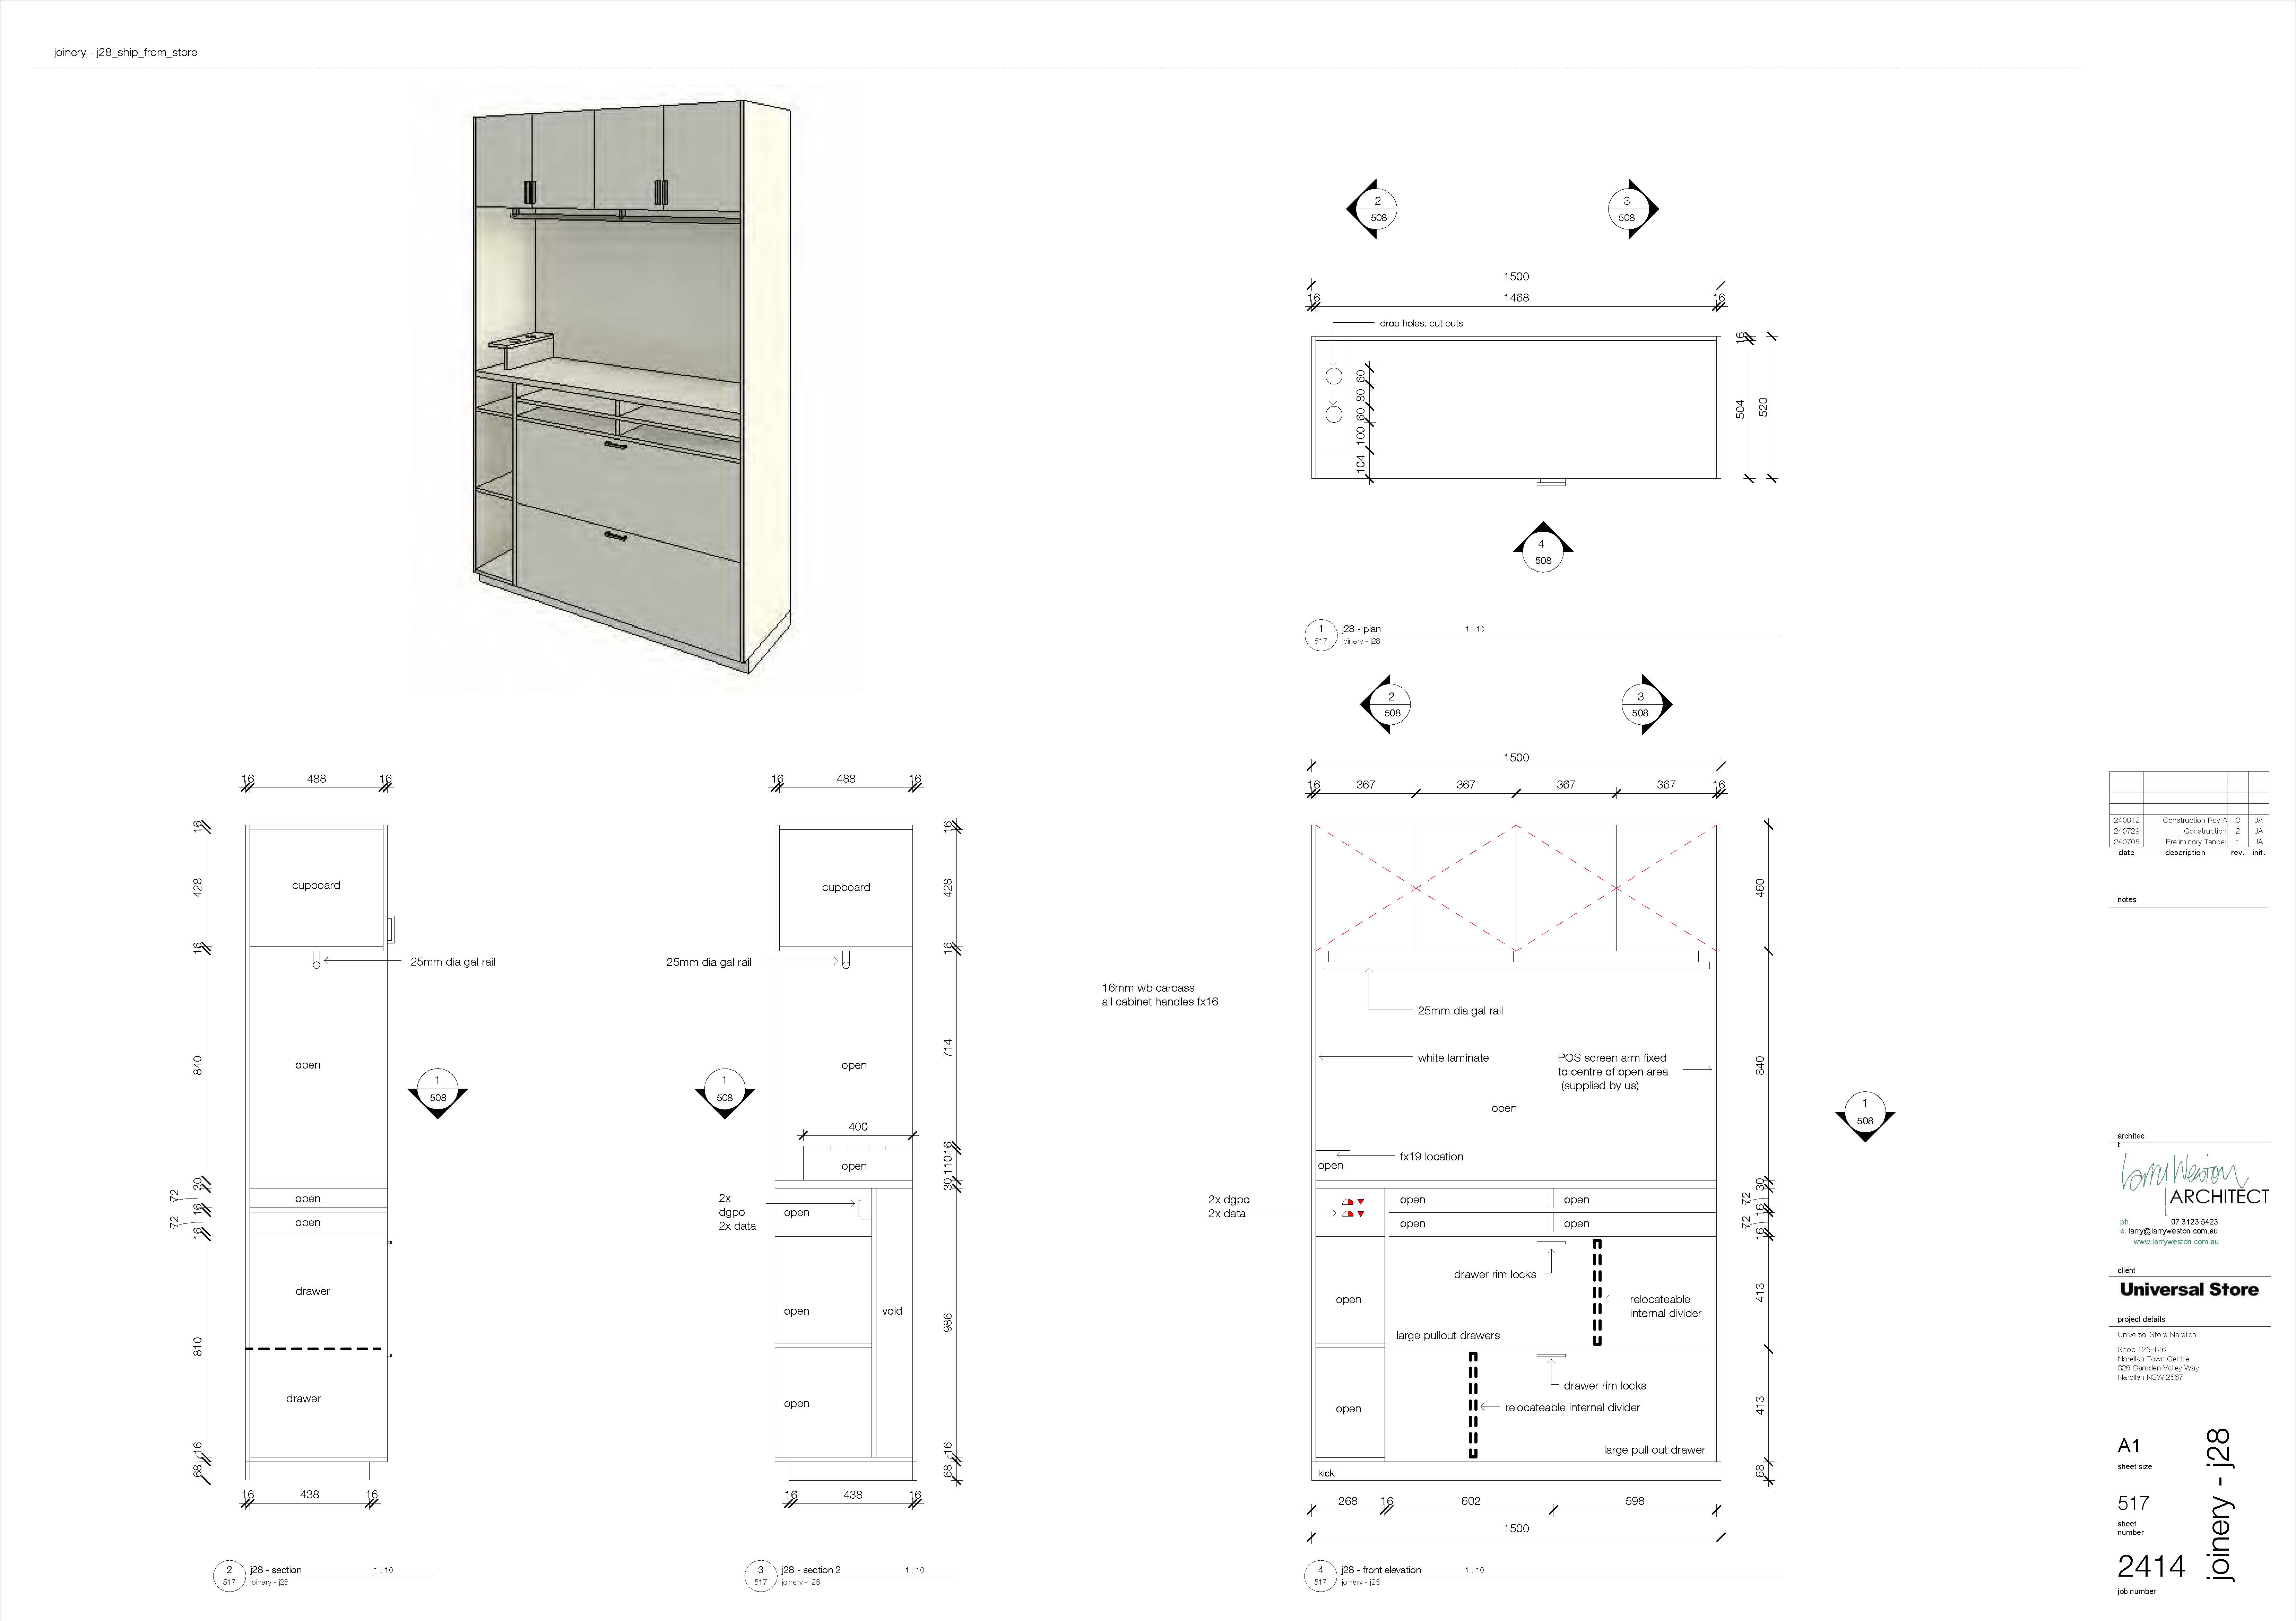 joinery - j28_ship_from_store
2
508
3
508
1500
16
1468
16
drop holes. cut outs
60
80
60
100
104
16
504
520
4
508
1
517
j28 - plan
joinery - j28
1 : 10
2
508
3
508
16
488
16
16
428
16
840
30
72
16
72
16
810
16
68
cupboard
25mm dia gal rail
open
1
508
open
open
drawer
drawer
16
438
16
2
517
j28 - section
joinery - j28
1 : 10
16
488
16
cupboard
25mm dia gal rail
open
1
508
400
open
2x
dgpo
2x data
open
open
void
open
16
428
16
714
16
110
30
986
16
68
16
438
16
3
517
j28 - section 2
joinery - j28
1 : 10
16mm wb carcass
all cabinet handles fx16
1500
16
367
367
367
367
16
25mm dia gal rail
white laminate
POS screen arm fixed
to centre of open area
(supplied by us)
open
fx19 location
open
2x dgpo
2x data
open
open
open
open
drawer rim locks
open
relocateable
internal divider
large pullout drawers
drawer rim locks
open
relocateable internal divider
large pull out drawer
kick
460
840
30
72
16
72
16
413
413
68
268
16
602
598
1500
1
508
4
517
j28 - front elevation
joinery - j28
1 : 10
240812 Construction Rev A 3 JA
240729 Construction 2 JA
240705 Preliminary Tender 1 JA
date description rev. init.
notes
architec
t
Larry Weston
ARCHITECT
ph. 07 3123 5423
e. larry@larryweston.com.au
www.larryweston.com.au
client
Universal Store
project details
Universal Store Narellan
Shop 125-126
Narellan Town Centre
326 Camden Valley Way
Narellan NSW 2567
A1
sheet size
517
sheet
number
2414
job number
joinery - j28